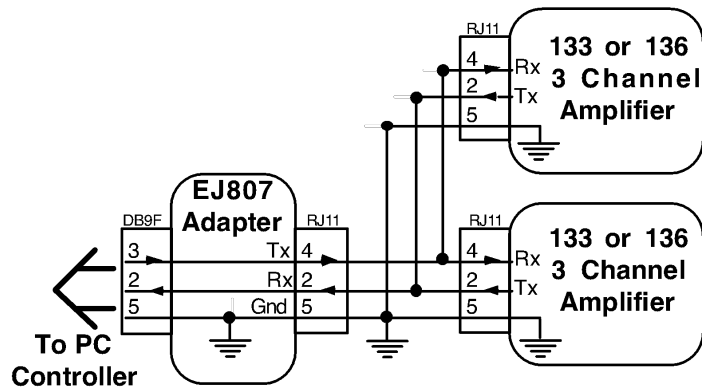 RJ11
133 or 136
3 Channel
Amplifier
4
Rx
2
Tx
5
EJ807
Adapter
DB9F
RJ11
3
Tx
4
2
Rx
2
5
Gnd
5
RJ11
133 or 136
3 Channel
Amplifier
4
Rx
2
Tx
5
To PC
Controller